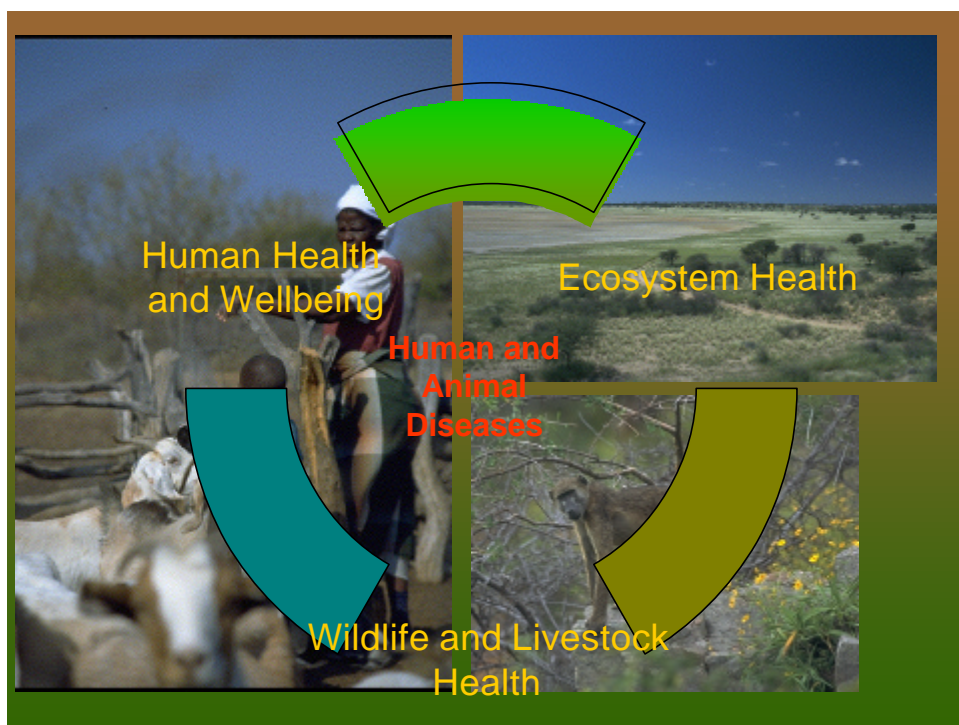 Human Health
and Wellbeing
Ecosystem Health
Human and
Animal
Diseases
Wildlife and Livestock
Health